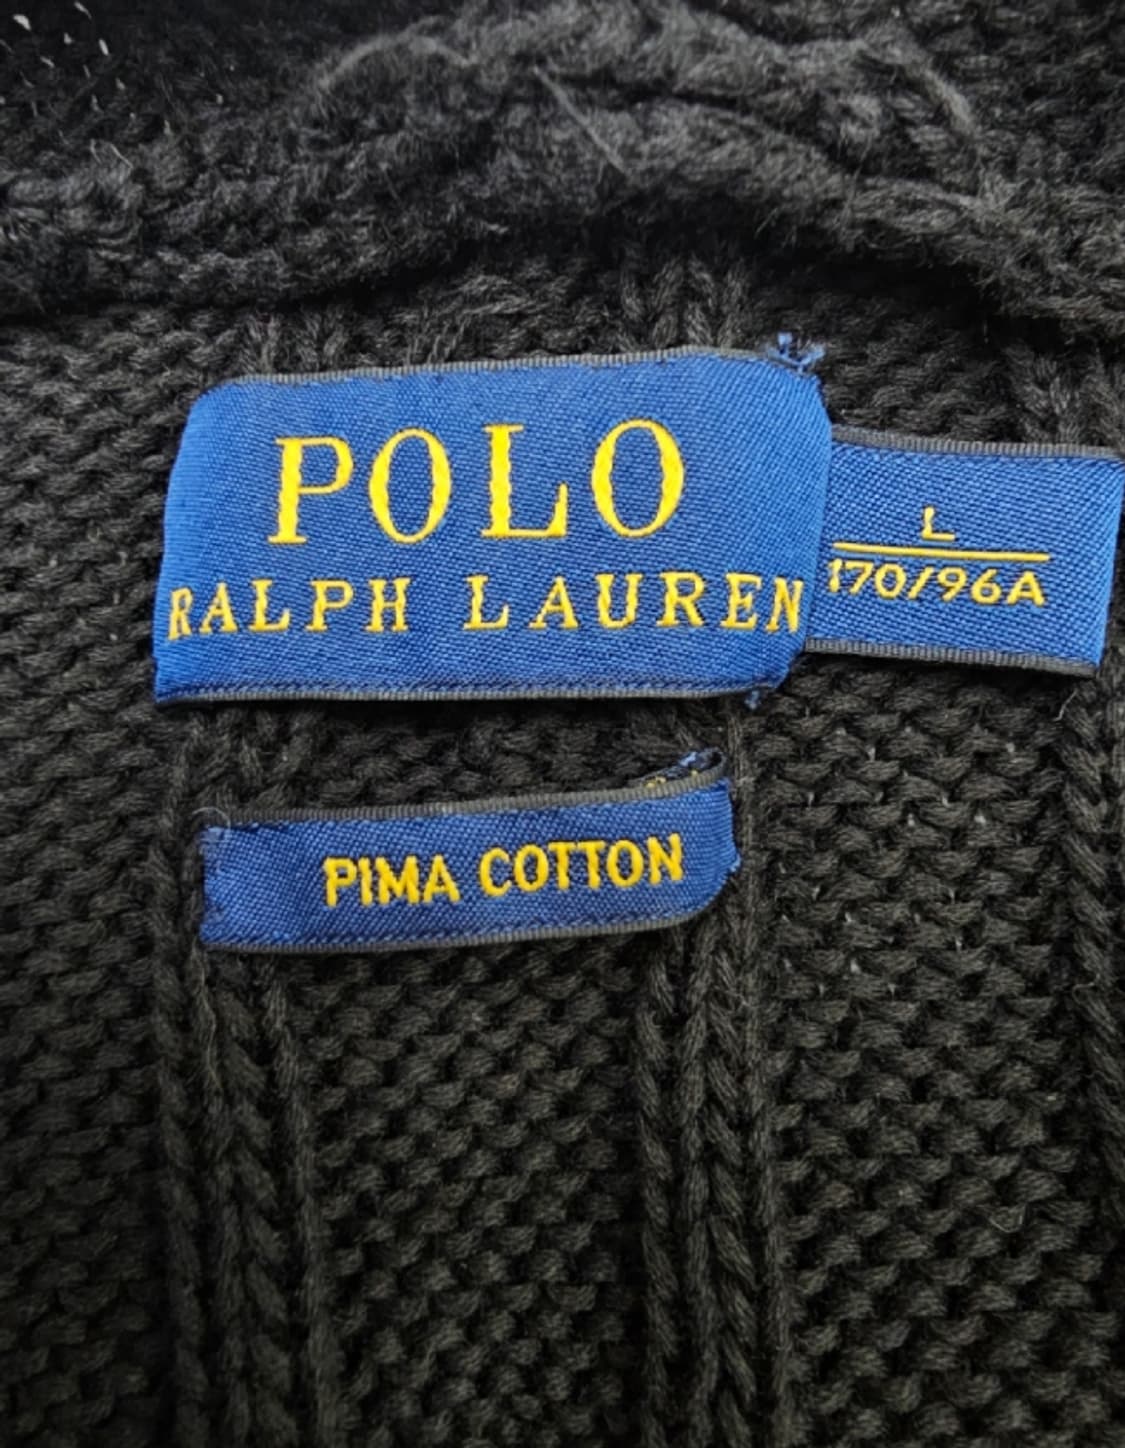 POLO
RALPH LAUREN
L
170/96A
PIMA COTTON